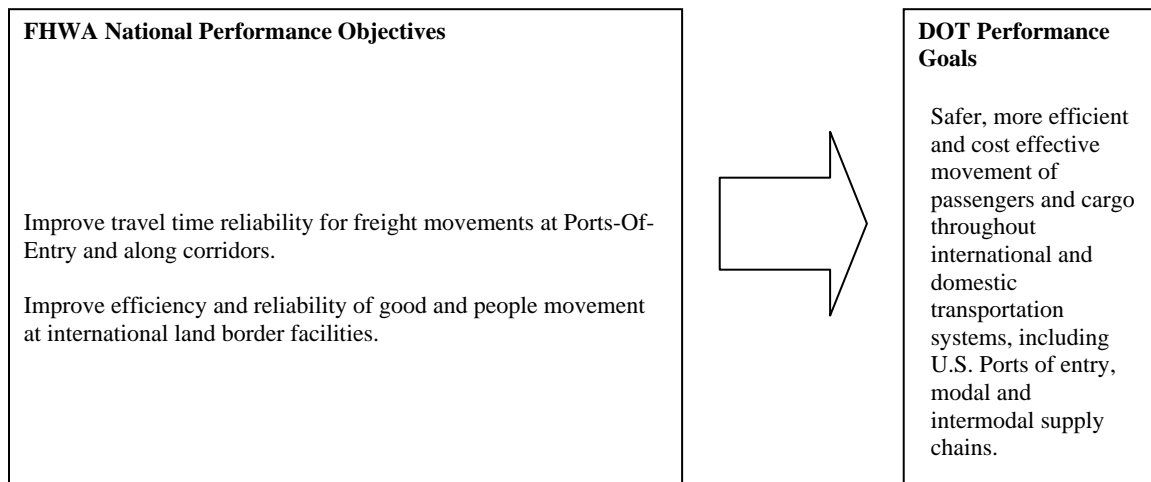 FHWA National Performance Objectives
Improve travel time reliability for freight movements at Ports-Of-
Entry and along corridors.
Improve efficiency and reliability of good and people movement
at international land border facilities.
DOT Performance
Goals
Safer, more efficient
and cost effective
movement of
passengers and cargo
throughout
international and
domestic
transportation
systems, including
U.S. Ports of entry,
modal and
intermodal supply
chains.